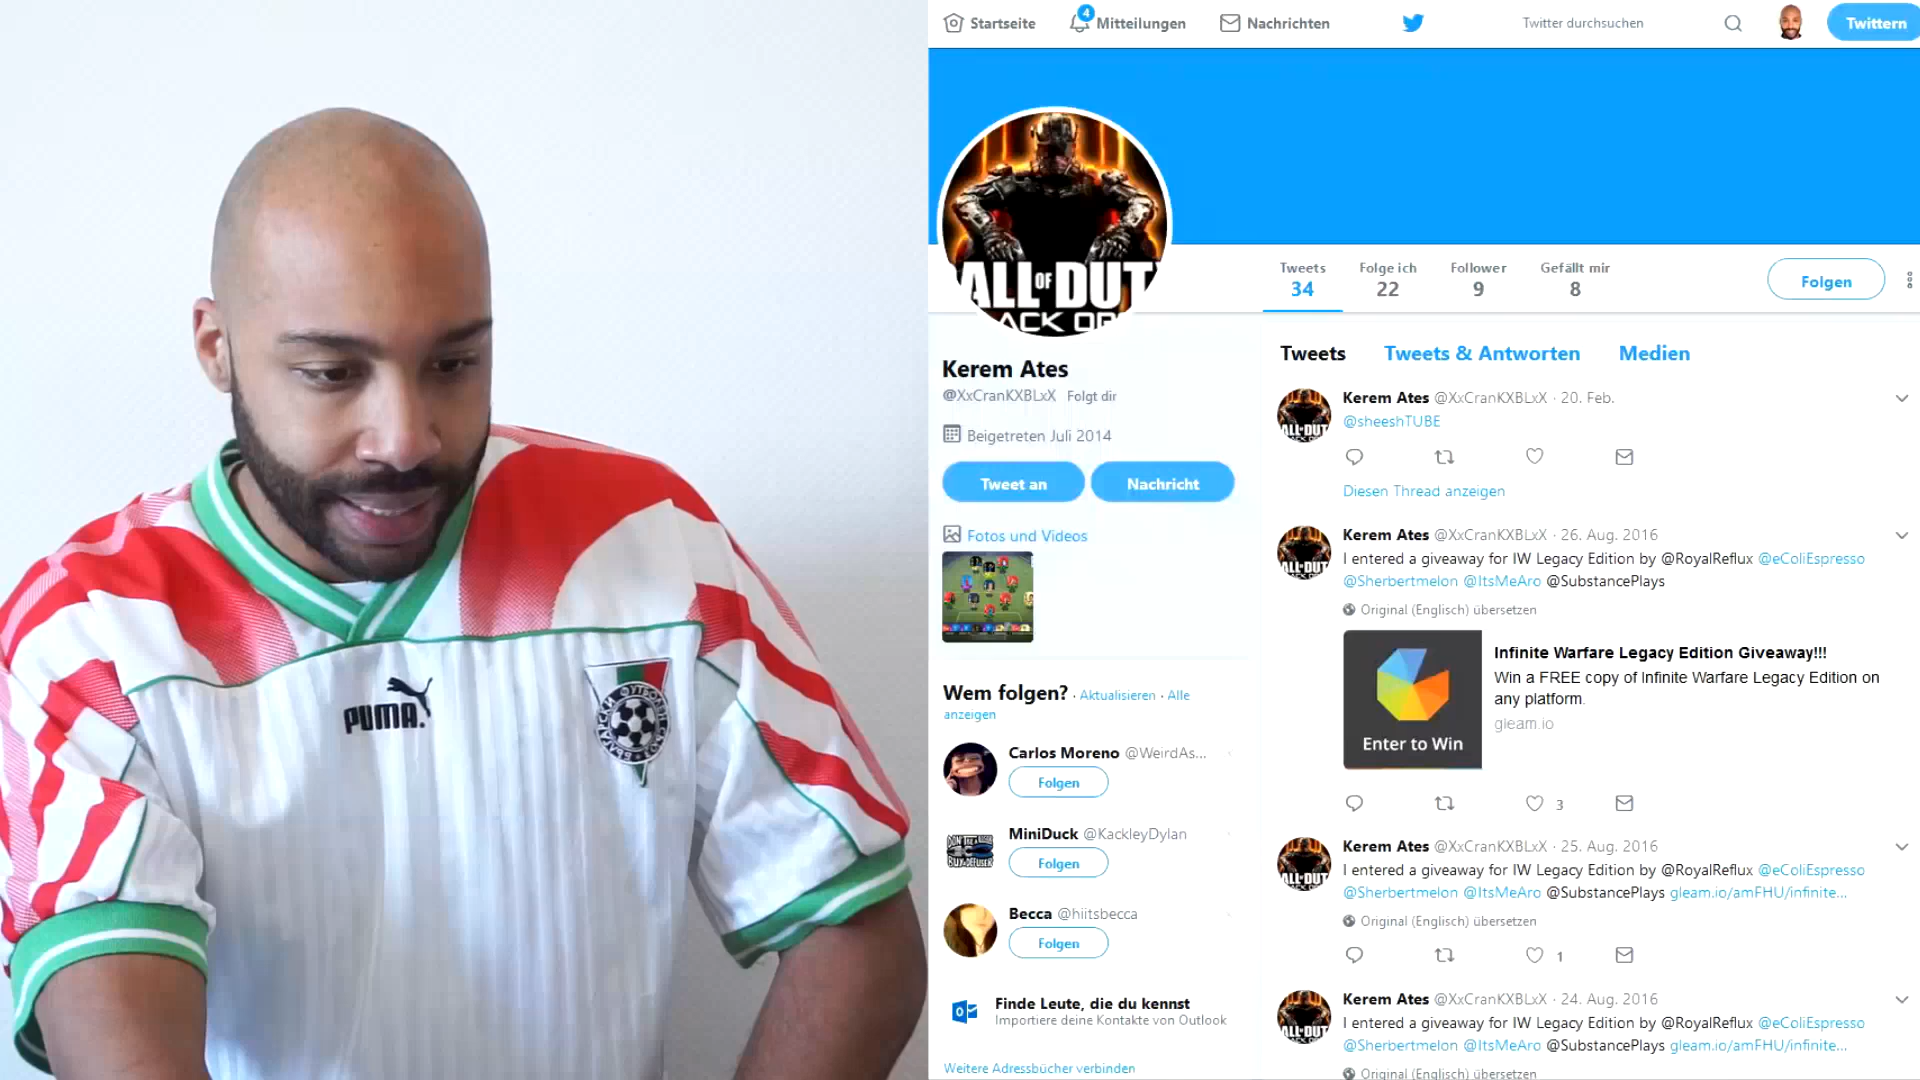 Startseite
4
Mitteilungen
Nachrichten
Twitter durchsuchen
Twittern
ALL OF DUT
ACK OP
Tweets
34
Folge ich
22
Follower
9
Gefällt mir
8
Folgen
Kerem Ates
@XxCranKXBLxX Folgt dir
Beigetreten Juli 2014
Tweet an
Nachricht
Fotos und Videos
Wem folgen? · Aktualisieren · Alle
anzeigen
Carlos Moreno @WeirdAs...
Folgen
MiniDuck @KackleyDylan
Folgen
Becca @hiitsbecca
Folgen
Finde Leute, die du kennst
Importiere deine Kontakte von Outlook
Weitere Adressbücher verbinden
Tweets
Tweets & Antworten
Medien
Kerem Ates @XxCranKXBLxX · 20. Feb.
@sheeshTUBE
Diesen Thread anzeigen
Kerem Ates @XxCranKXBLxX · 26. Aug. 2016
I entered a giveaway for IW Legacy Edition by @RoyalReflux @eColiEspresso
@Sherbertmelon @ItsMeAro @SubstancePlays
Original (Englisch) übersetzen
Enter to Win
Infinite Warfare Legacy Edition Giveaway!!!
Win a FREE copy of Infinite Warfare Legacy Edition on
any platform.
gleam.io
3
Kerem Ates @XxCranKXBLxX · 25. Aug. 2016
I entered a giveaway for IW Legacy Edition by @RoyalReflux @eColiEspresso
@Sherbertmelon @ItsMeAro @SubstancePlays gleam.io/amFHU/infinite...
Original (Englisch) übersetzen
1
Kerem Ates @XxCranKXBLxX · 24. Aug. 2016
I entered a giveaway for IW Legacy Edition by @RoyalReflux @eColiEspresso
@Sherbertmelon @ItsMeAro @SubstancePlays gleam.io/amFHU/infinite...
Original (Englisch) übersetzen
PUMA.